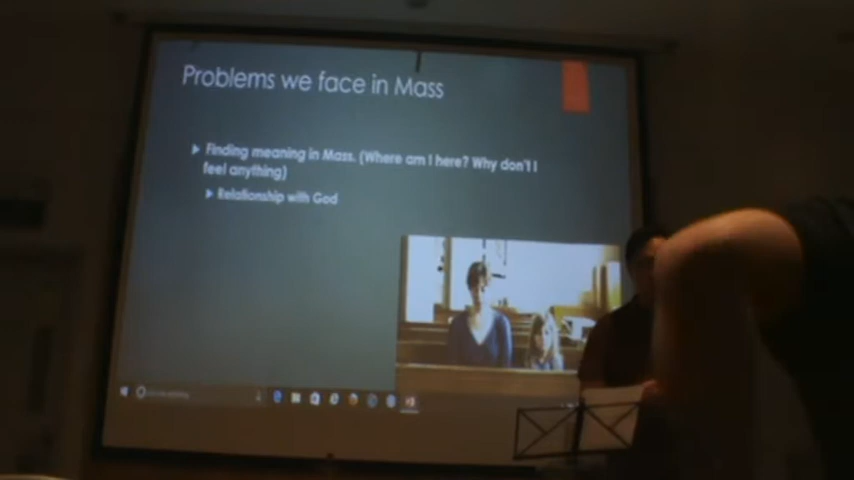 Problems we face in Mass
Finding meaning in Mass. (Where am I here? Why don't I
feel anything)
Relationship with God